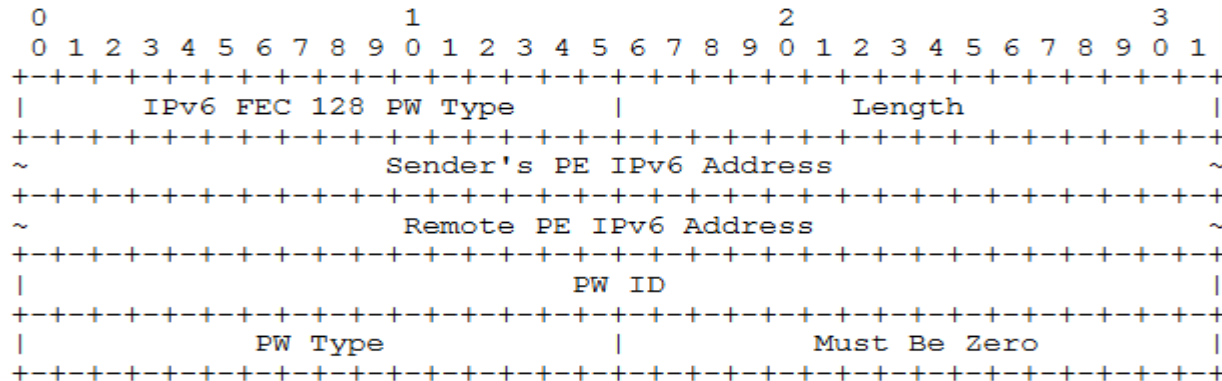 0                   1                   2                   3
 0 1 2 3 4 5 6 7 8 9 0 1 2 3 4 5 6 7 8 9 0 1 2 3 4 5 6 7 8 9 0 1
+-+-+-+-+-+-+-+-+-+-+-+-+-+-+-+-+-+-+-+-+-+-+-+-+-+-+-+-+-+-+-+-+
|      IPv6 FEC 128 PW Type     |            Length             |
+-+-+-+-+-+-+-+-+-+-+-+-+-+-+-+-+-+-+-+-+-+-+-+-+-+-+-+-+-+-+-+-+
~                   Sender's PE IPv6 Address                    ~
+-+-+-+-+-+-+-+-+-+-+-+-+-+-+-+-+-+-+-+-+-+-+-+-+-+-+-+-+-+-+-+-+
~                    Remote PE IPv6 Address                     ~
+-+-+-+-+-+-+-+-+-+-+-+-+-+-+-+-+-+-+-+-+-+-+-+-+-+-+-+-+-+-+-+-+
|                             PW ID                             |
+-+-+-+-+-+-+-+-+-+-+-+-+-+-+-+-+-+-+-+-+-+-+-+-+-+-+-+-+-+-+-+-+
|            PW Type            |          Must Be Zero         |
+-+-+-+-+-+-+-+-+-+-+-+-+-+-+-+-+-+-+-+-+-+-+-+-+-+-+-+-+-+-+-+-+